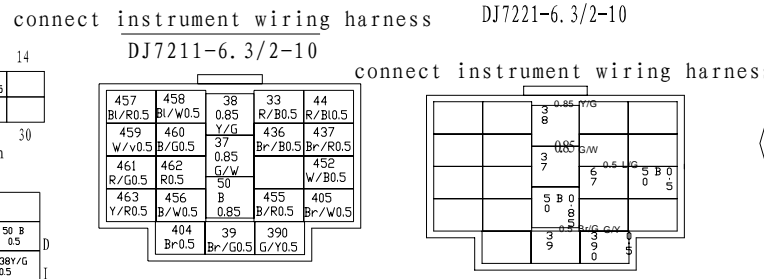 connect instrument wiring harness
DJ7221-6.3/2-10
DJ7211-6.3/2-10
connect instrument wiring harness
14
30
457
Bl/R0.5
458
Bl/W0.5
38
0.85
Y/G
33
R/B0.5
44
R/Bl0.5
459
W/v0.5
460
B/G0.5
37
0.85
G/W
436
Br/B0.5
437
Br/R0.5
461
R/G0.5
462
R0.5
50
B
0.85
452
W/B0.5
463
Y/R0.5
456
B/W0.5
455
B/R0.5
405
Br/W0.5
404
Br0.5
39
Br/G0.5
390
G/Y0.5
38
0.85 Y/G
37
G/W
67
0.5 L/G
50 B 0.5
50 B 0.85
39
0.5 Br/G
390
G/Y
0.5
50 B
0.5
D
38Y/G
0.5
I